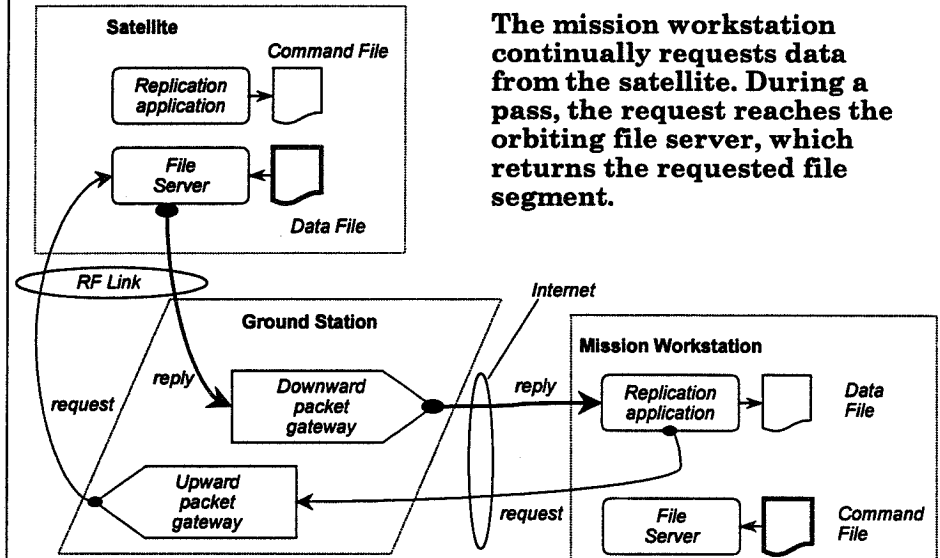 Satellite
Command File
Replication
application
File
Server
Data File
The mission workstation
continually requests data
from the satellite. During a
pass, the request reaches the
orbiting file server, which
returns the requested file
segment.
RF Link
Internet
Ground Station
Mission Workstation
reply
request
Downward
packet
gateway
reply
Replication
application
Data
File
Upward
packet
gateway
request
File
Server
Command
File